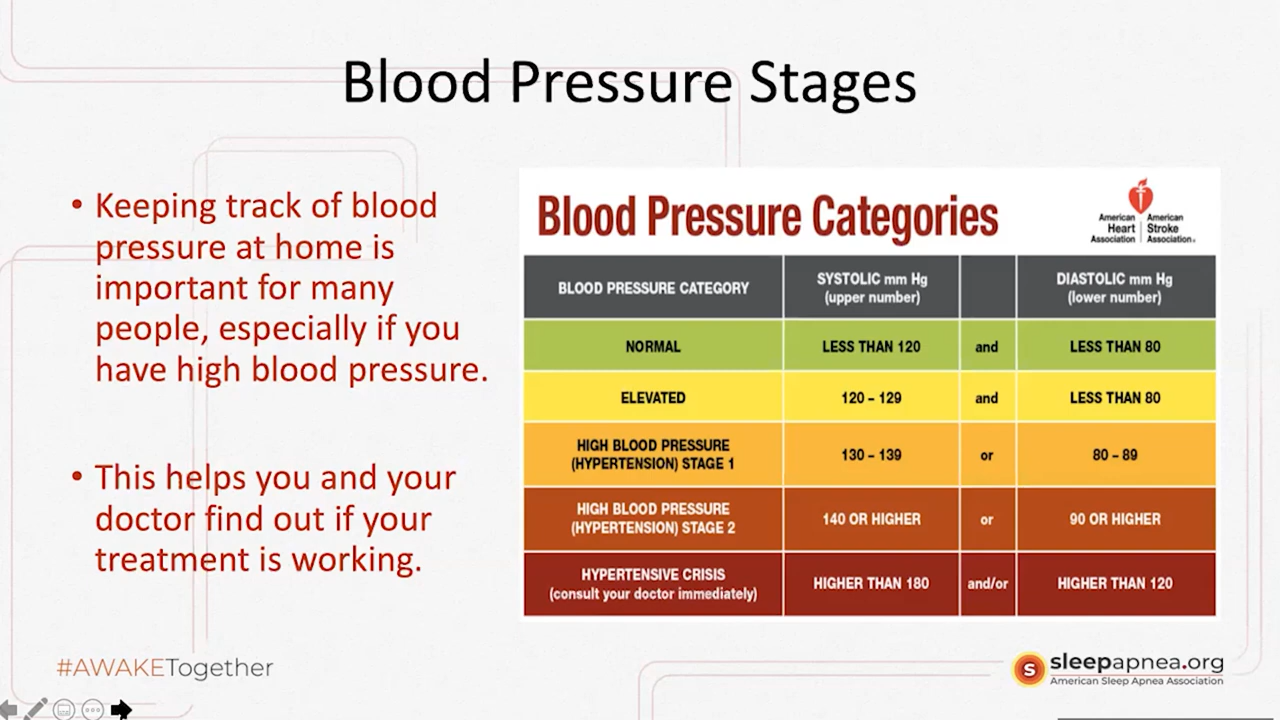 Blood Pressure Stages
• Keeping track of blood
pressure at home is
important for many
people, especially if you
have high blood pressure.
• This helps you and your
doctor find out if your
treatment is working.
Blood Pressure Categories
American Heart Association
American Stroke Association®
BLOOD PRESSURE CATEGORY
SYSTOLIC mm Hg
(upper number)
DIASTOLIC mm Hg
(lower number)
NORMAL LESS THAN 120 and LESS THAN 80
ELEVATED 120 – 129 and LESS THAN 80
HIGH BLOOD PRESSURE
(HYPERTENSION) STAGE 1
130 – 139 or 80 – 89
HIGH BLOOD PRESSURE
(HYPERTENSION) STAGE 2
140 OR HIGHER or 90 OR HIGHER
HYPERTENSIVE CRISIS
(consult your doctor immediately)
HIGHER THAN 180 and/or HIGHER THAN 120
#AWAKETogether
S
sleepapnea.org
American Sleep Apnea Association